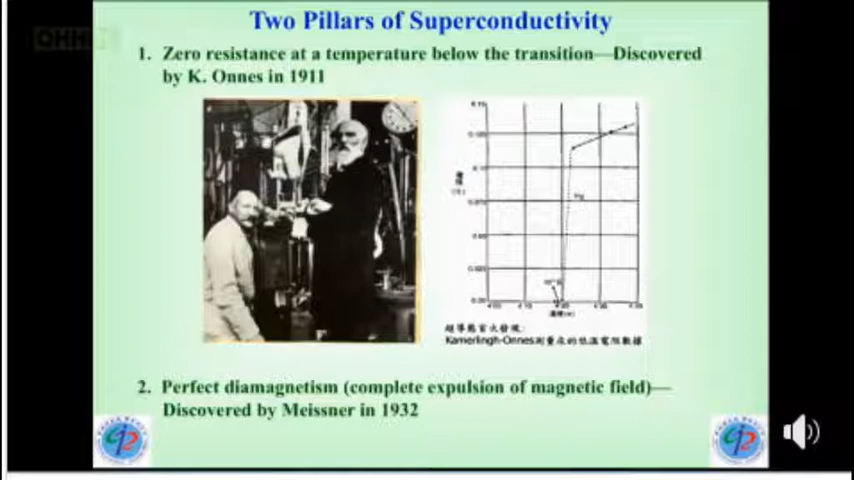 Two Pillars of Superconductivity
1. Zero resistance at a temperature below the transition—Discovered
by K. Onnes in 1911
Hg
超導態首次發現:
Kamerlingh-Onnes測量汞的低溫電阻數據
2. Perfect diamagnetism (complete expulsion of magnetic field)—
Discovered by Meissner in 1932